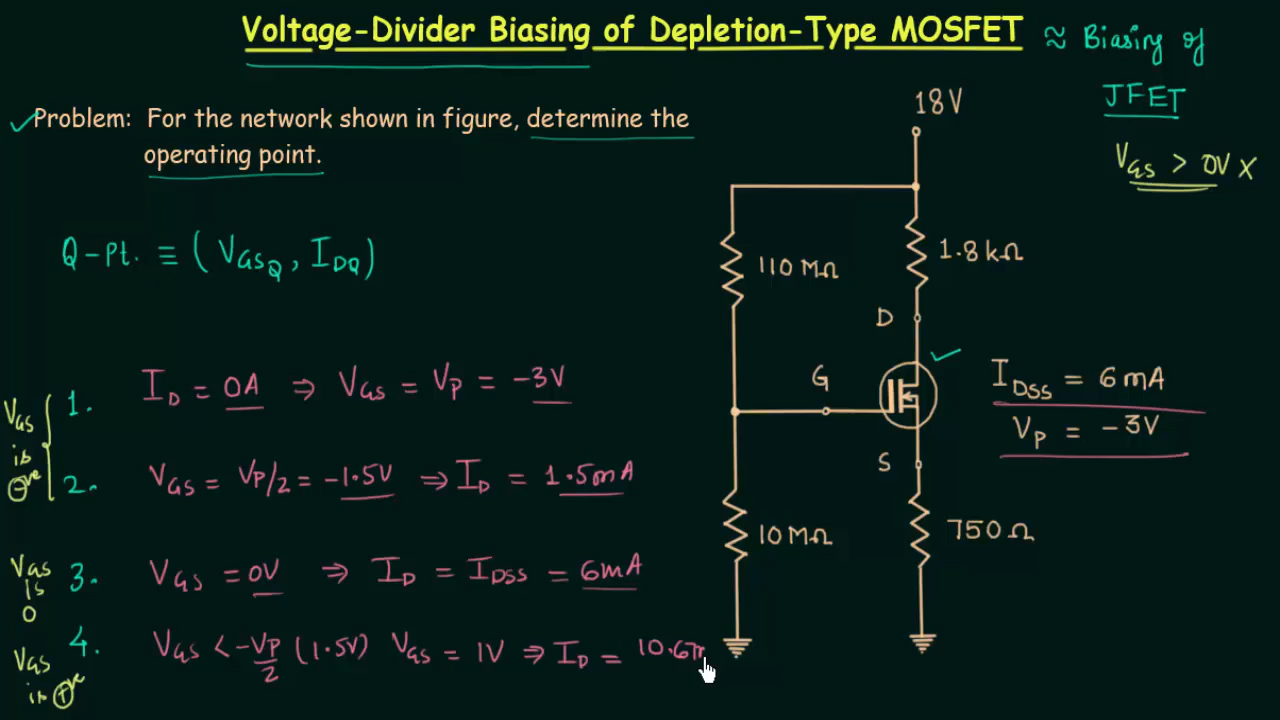 Voltage-Divider Biasing of Depletion-Type MOSFET ≈ Biasing of
JFET
VGS > 0V X
Problem: For the network shown in figure, determine the
operating point.
Q-Pt. ≡ (VGSQ, IDQ)
VGS is ⊖ve
1. ID = 0A ⇒ VGS = VP = -3V
2. VGS = VP/2 = -1.5V ⇒ ID = 1.5mA
VGS is 0
3. VGS = 0V ⇒ ID = IDSS = 6mA
VGS is ⊕ve
4. VGS < -VP/2 (1.5V) VGS = 1V ⇒ ID = 10.6m
18V
110 MΩ
1.8 kΩ
D
G
S
10 MΩ
750 Ω
IDSS = 6mA
VP = -3V